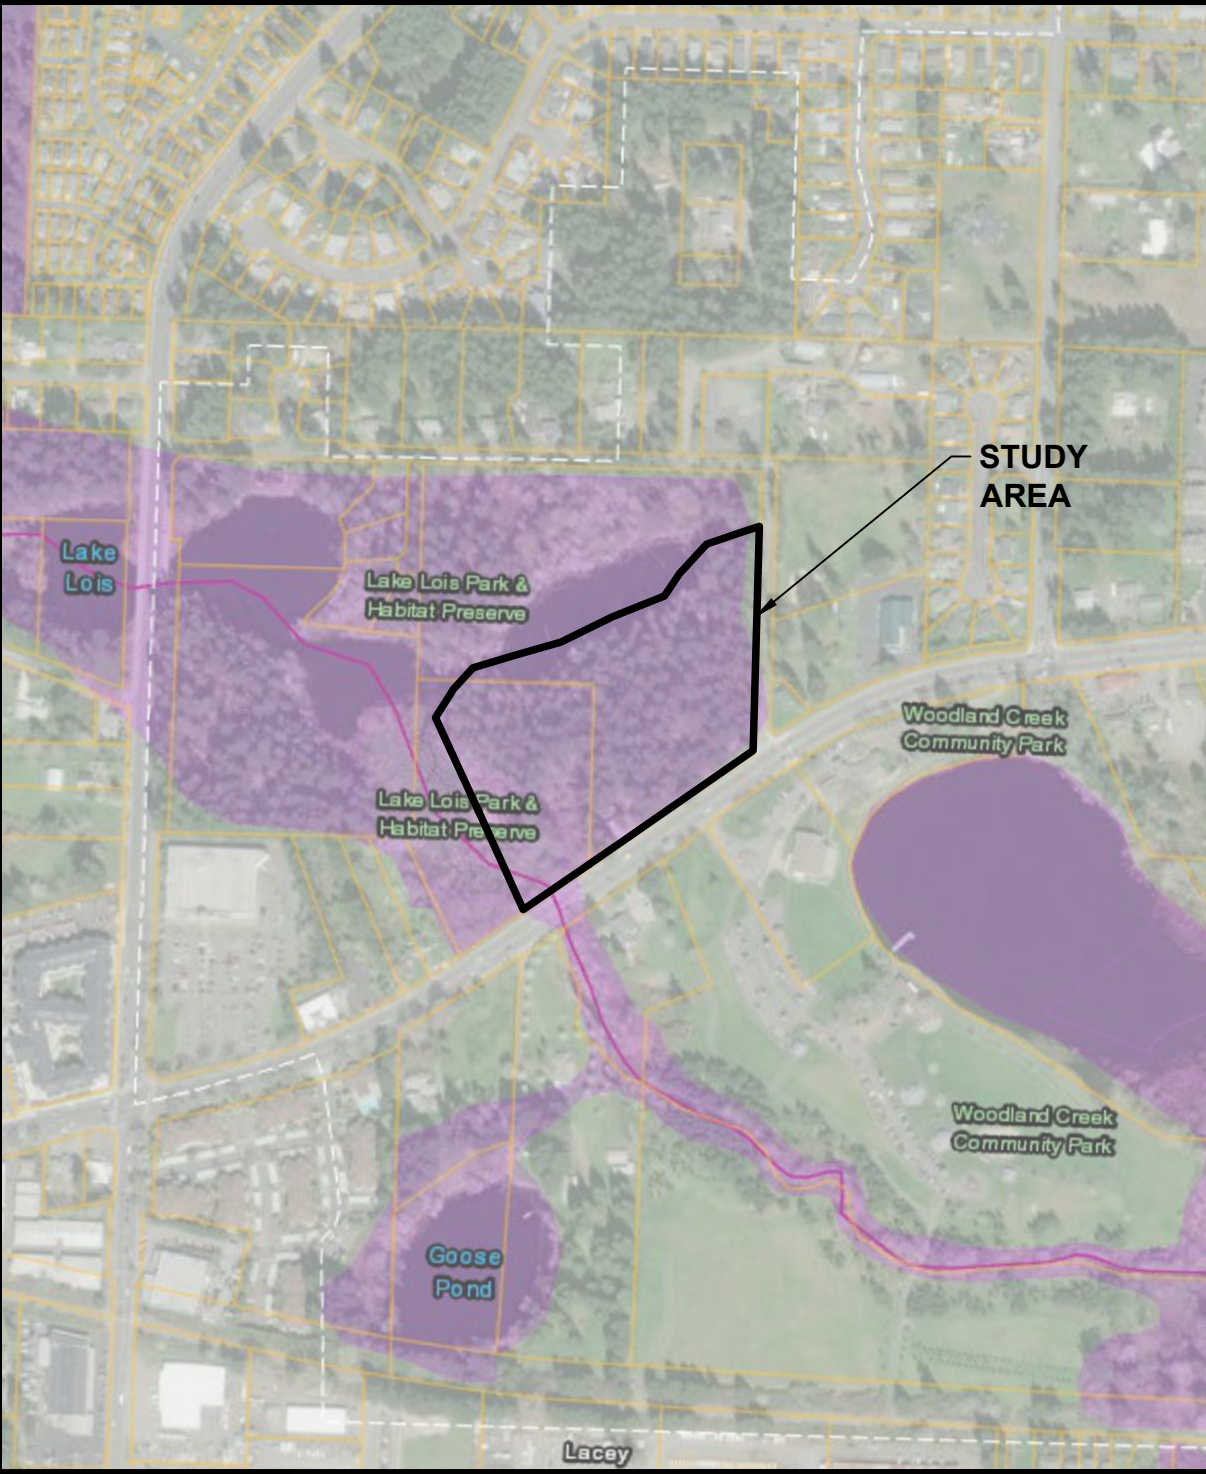 STUDY
AREA
Lake
Lois
Lake Lois Park &
Habitat Preserve
Woodland Creek
Community Park
Lake Lois Park &
Habitat Preserve
Woodland Creek
Community Park
Goose
Pond
Lacey